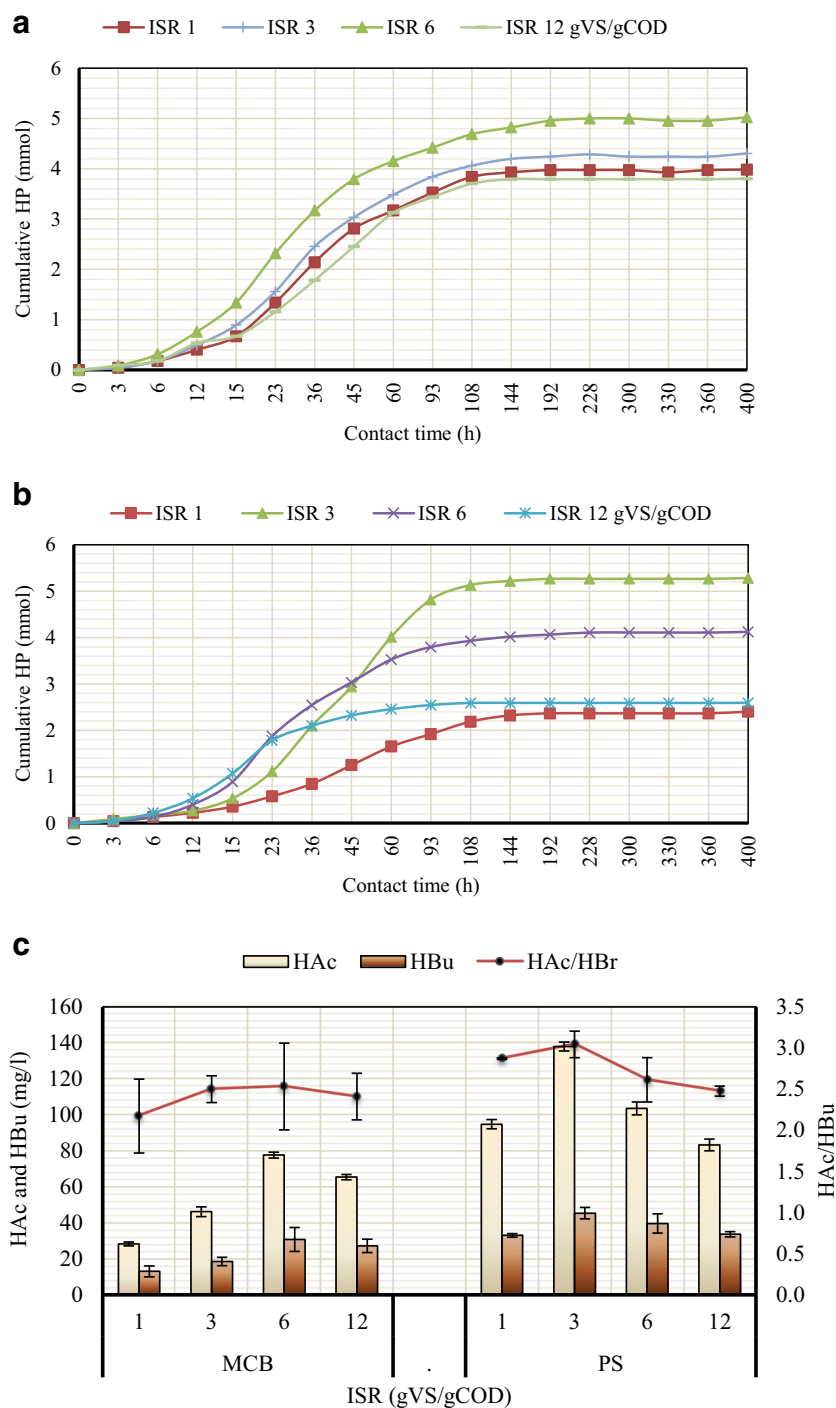 a
ISR 1 ISR 3 ISR 6 ISR 12 gVS/gCOD
Cumulative HP (mmol)
6
5
4
3
2
1
0
0 3 6 12 15 23 36 45 60 93 108 144 192 228 300 330 360 400
Contact time (h)
b
ISR 1 ISR 3 ISR 6 ISR 12 gVS/gCOD
Cumulative HP (mmol)
6
5
4
3
2
1
0
0 3 6 12 15 23 36 45 60 93 108 144 192 228 300 330 360 400
Contact time (h)
c
HAc HBu HAc/HBr
HAc and HBu (mg/l)
160
140
120
100
80
60
40
20
0
3.5
3.0
2.5
2.0
1.5
1.0
0.5
0.0
HAc/HBu
1 3 6 12 1 3 6 12
MCB . PS
ISR (gVS/gCOD)